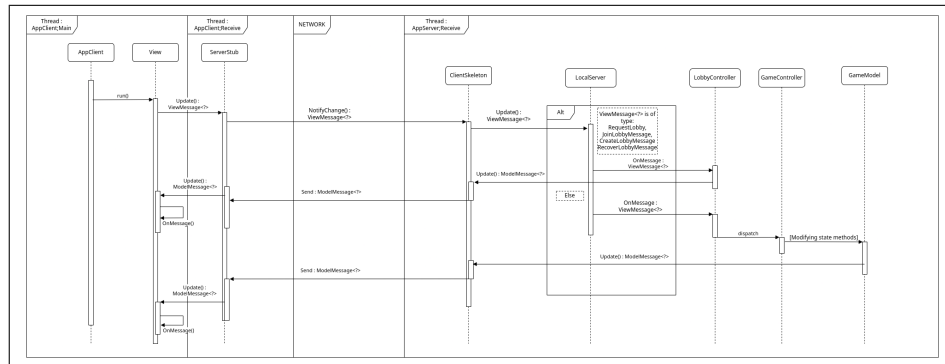 Thread :
AppClient;Main
Thread :
AppClient;Receive
NETWORK
Thread :
AppServer;Receive
AppClient
View
ServerStub
ClientSkeleton
LocalServer
LobbyController
GameController
GameModel
run()
Update() :
ViewMessage<?>
NotifyChange() :
ViewMessage<?>
Update() :
ViewMessage<?>
Alt
ViewMessage<?> is of
type:
RequestLobby,
JoinLobbyMessage,
CreateLobbyMessage
RecoverLobbyMessage
OnMessage :
ViewMessage<?>
Update() : ModelMessage<?>
Send : ModelMessage<?>
Update() :
ModelMessage<?>
OnMessage()
Else
OnMessage :
ViewMessage<?>
dispatch
[Modifying state methods]
Update() : ModelMessage<?>
Send : ModelMessage<?>
Update() :
ModelMessage<?>
OnMessage()